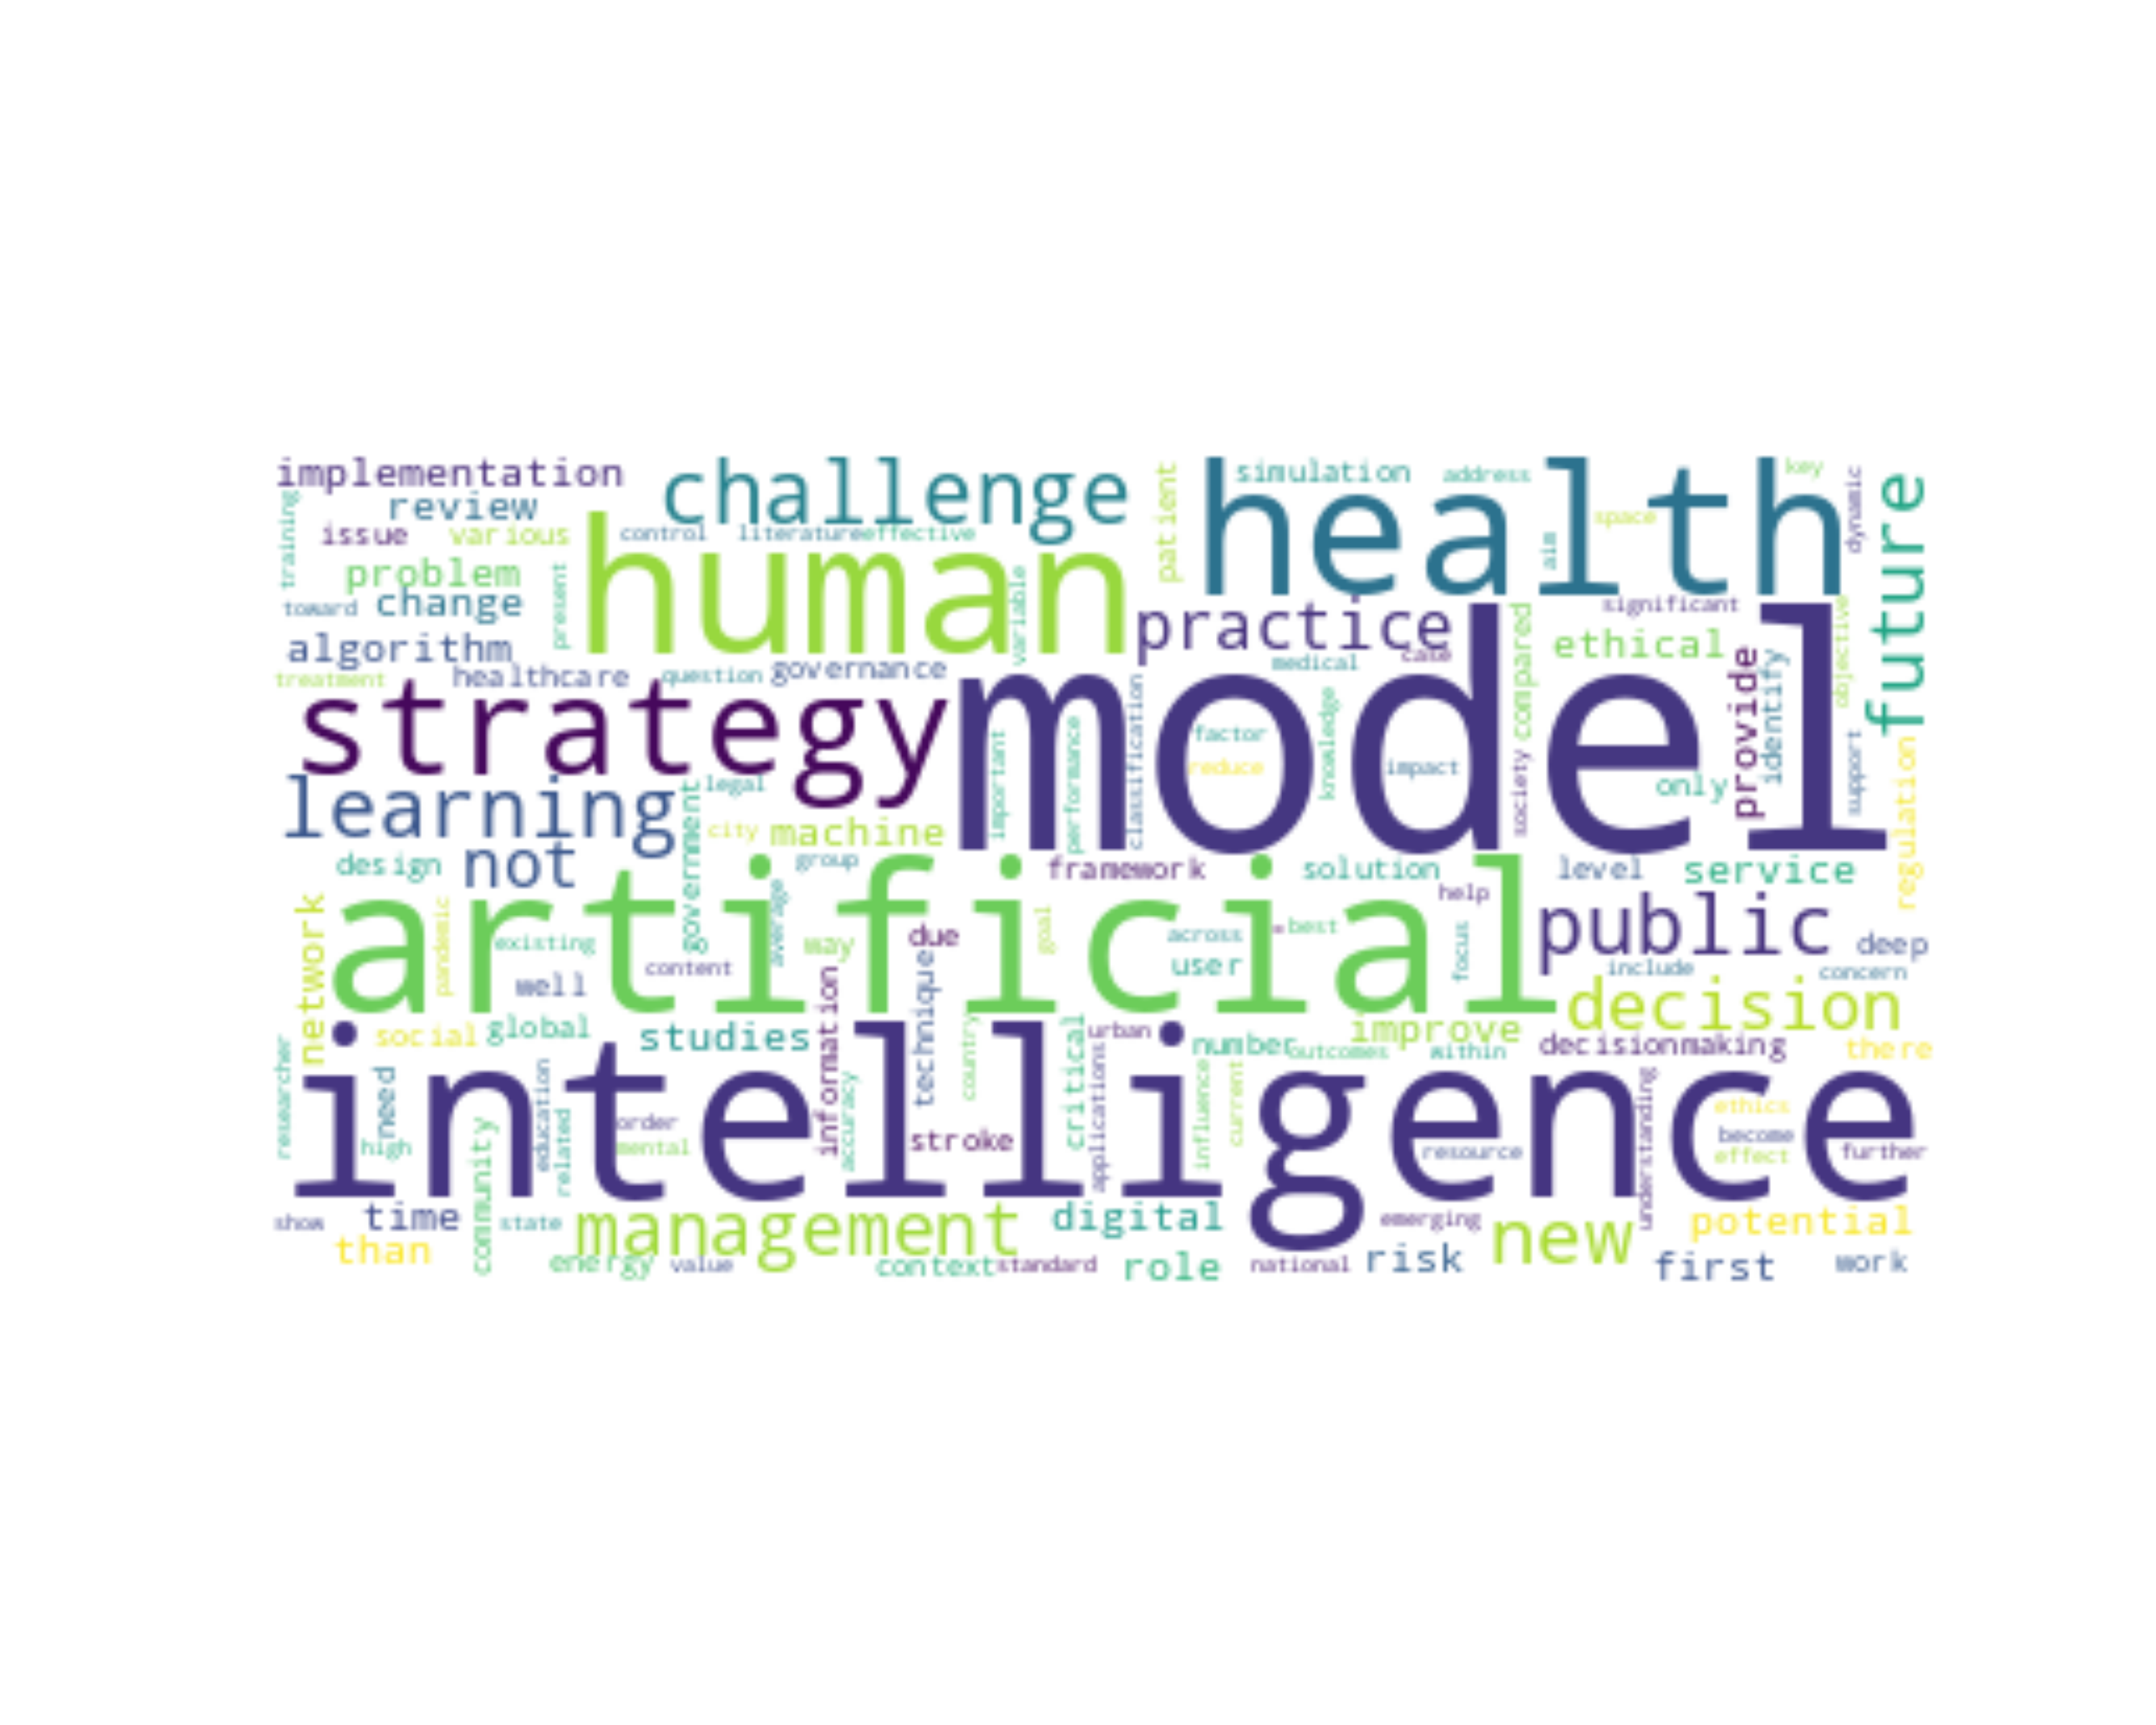 implementation
challenge
simulation
address
key
health
review
training
issue
various
control
literature
effective
patient
space
aim
dynamic
future
human
problem
present
variable
toward
change
practice
significant
compared
ethical
objective
algorithm
treatment
healthcare
question
governance
medical
case
provide
identify
strategy
model
classification
important
performance
factor
reduce
knowledge
impact
society
only
support
regulation
learning
legal
government
city
machine
not
design
group
average
framework
solution
level
service
help
artificial
network
pandemic
existing
way
due
goal
across
best
focus
public
deep
content
user
include
concern
well
information
technique
decision
social
global
studies
country
critical
urban
number
outcomes
improve
within
decisionmaking
there
intelligence
researcher
need
high
education
related
order
mental
accuracy
stroke
applications
influence
current
resource
understanding
ethics
become
effect
further
community
show
time
state
management
digital
emerging
new
potential
than
energy
value
context
standard
role
national
risk
first
work